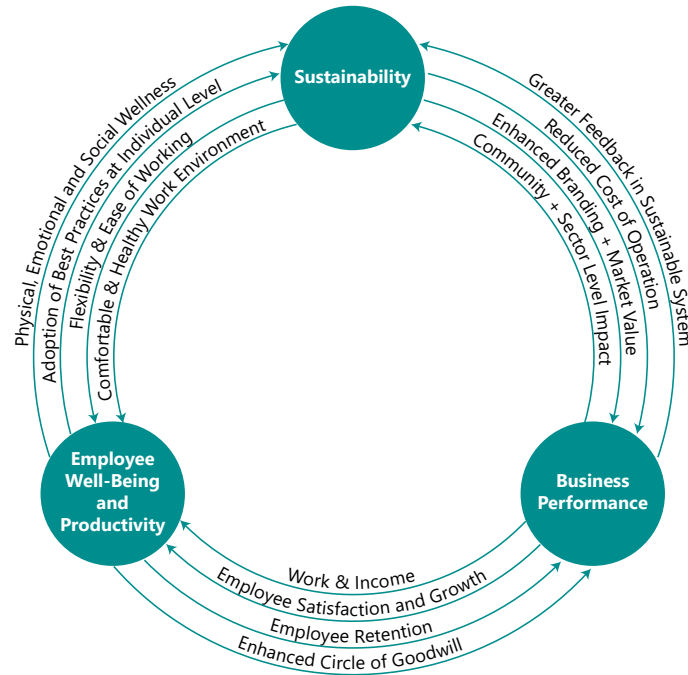 Sustainability
Physical, Emotional and Social Wellness
Adoption of Best Practices at Individual Level
Flexibility & Ease of Working
Comfortable & Healthy Work Environment
Greater Feedback in Sustainable System
Reduced Cost of Operation
Enhanced Branding + Market Value
Community + Sector Level Impact
Employee
Well-Being
and
Productivity
Business
Performance
Work & Income
Employee Satisfaction and Growth
Employee Retention
Enhanced Circle of Goodwill